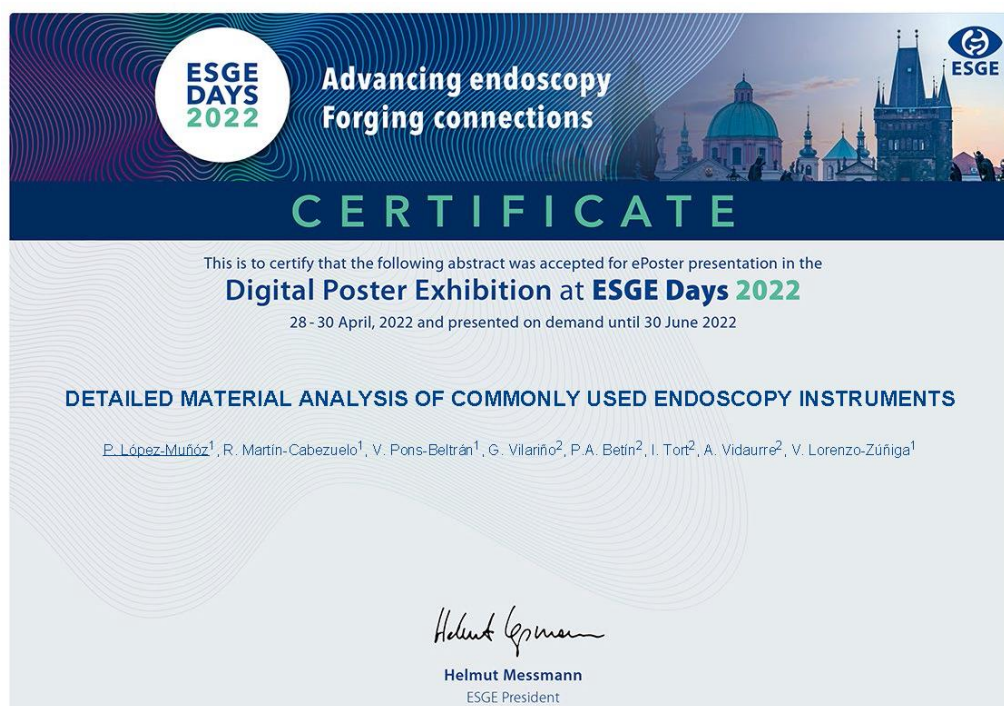 ESGE
DAYS
2022
Advancing endoscopy
Forging connections
ESGE
CERTIFICATE
This is to certify that the following abstract was accepted for ePoster presentation in the
Digital Poster Exhibition at ESGE Days 2022
28-30 April, 2022 and presented on demand until 30 June 2022
DETAILED MATERIAL ANALYSIS OF COMMONLY USED ENDOSCOPY INSTRUMENTS
P. López-Muñóz¹, R. Martín-Cabezuelo¹, V. Pons-Beltrán¹, G. Vilariño², P.A. Betín², I. Tort², A. Vidaurre², V. Lorenzo-Zúñiga¹
Helmut Messmann
ESGE President